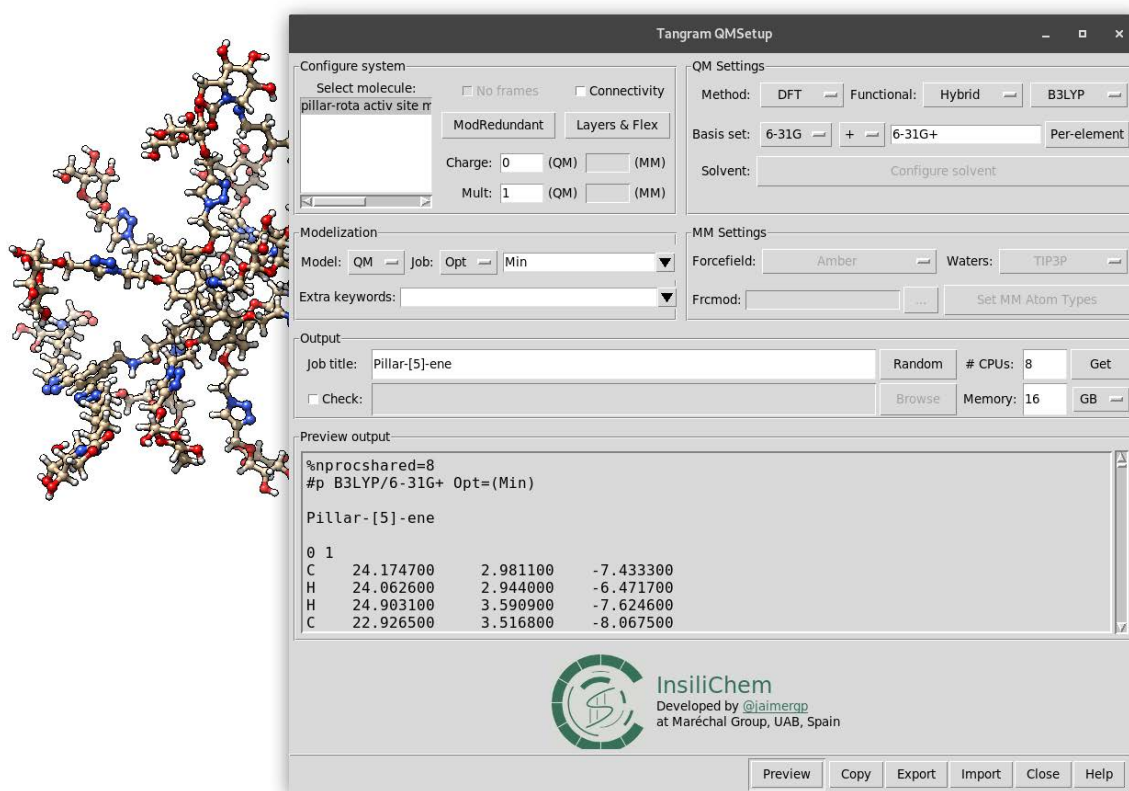 Tangram QMSetup
Configure system
Select molecule:
pillar-rota activ site m
No frames
Connectivity
ModRedundant
Layers & Flex
Charge: 0 (QM) (MM)
Mult: 1 (QM) (MM)
QM Settings
Method: DFT Functional: Hybrid B3LYP
Basis set: 6-31G + 6-31G+ Per-element
Solvent: Configure solvent
Modelization
Model: QM Job: Opt Min
Extra keywords:
MM Settings
Forcefield: Amber Waters: TIP3P
Frcmod: ... Set MM Atom Types
Output
Job title: Pillar-[5]-ene Random # CPUs: 8 Get
Check: Browse Memory: 16 GB
Preview output
%nprocshared=8
#p B3LYP/6-31G+ Opt=(Min)
Pillar-[5]-ene
0 1
C 24.174700 2.981100 -7.433300
H 24.062600 2.944000 -6.471700
H 24.903100 3.590900 -7.624600
C 22.926500 3.516800 -8.067500
InsiliChem
Developed by @jaimergp
at Maréchal Group, UAB, Spain
Preview Copy Export Import Close Help